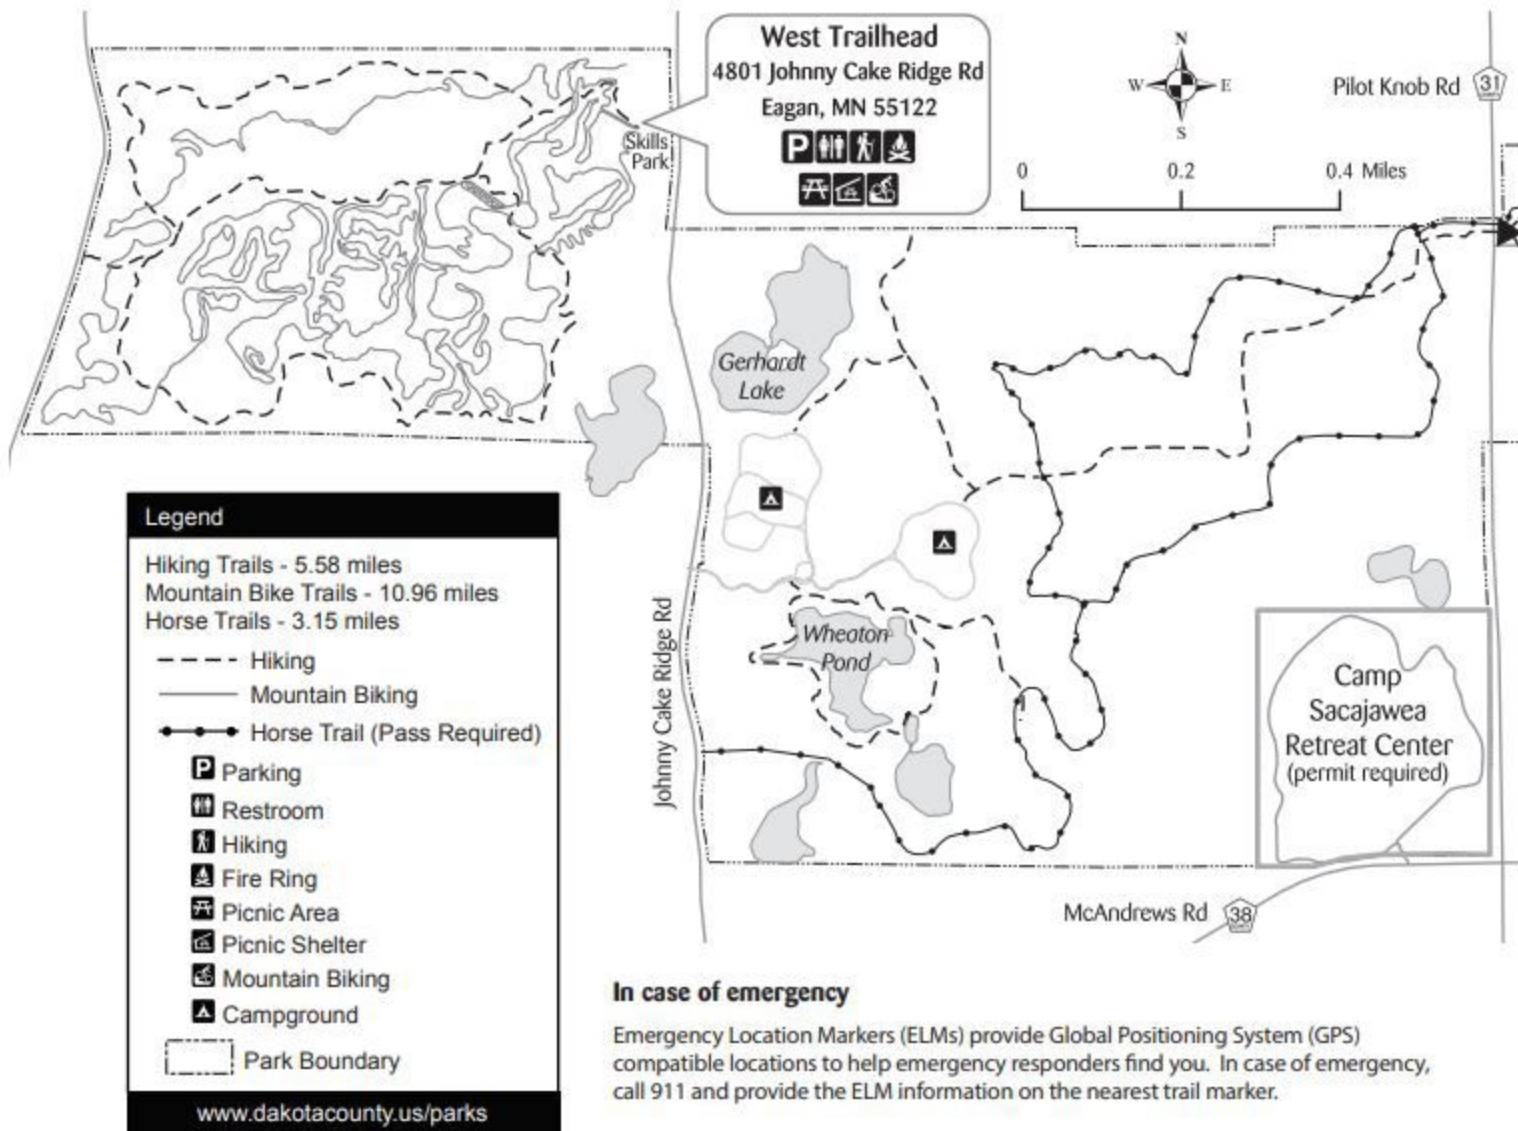 West Trailhead
4801 Johnny Cake Ridge Rd
Eagan, MN 55122
P
N
W E
S
Pilot Knob Rd 31
0 0.2 0.4 Miles
Skills
Park
Gerhardt
Lake
Wheaton
Pond
Johnny Cake Ridge Rd
Camp
Sacajawea
Retreat Center
(permit required)
McAndrews Rd 38
Legend
Hiking Trails - 5.58 miles
Mountain Bike Trails - 10.96 miles
Horse Trails - 3.15 miles
Hiking
Mountain Biking
Horse Trail (Pass Required)
P Parking
Restroom
Hiking
Fire Ring
Picnic Area
Picnic Shelter
Mountain Biking
Campground
Park Boundary
www.dakotacounty.us/parks
In case of emergency
Emergency Location Markers (ELMs) provide Global Positioning System (GPS)
compatible locations to help emergency responders find you. In case of emergency,
call 911 and provide the ELM information on the nearest trail marker.